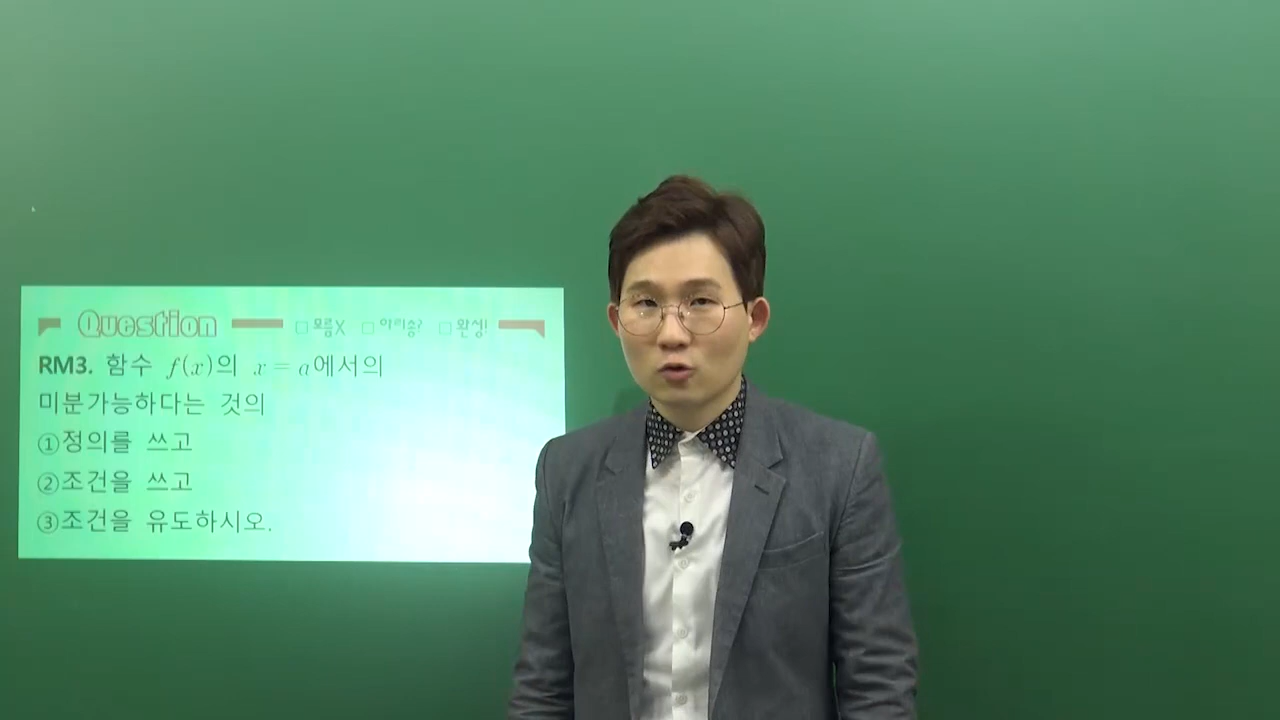 Question □ 모름X □ 아리송? □ 완성!
RM3. 함수 f(x)의 x = a에서의
미분가능하다는 것의
①정의를 쓰고
②조건을 쓰고
③조건을 유도하시오.